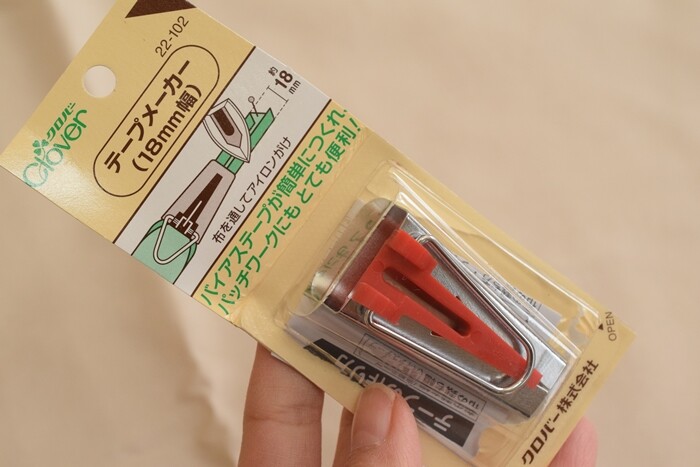 22-102
クロバー
Clover
テープメーカー
(18mm幅)
約
18
mm
布を通してアイロンがけ
バイアステープが簡単につくれ、
パッチワークにもとても便利！
OPEN
クロバー株式会社